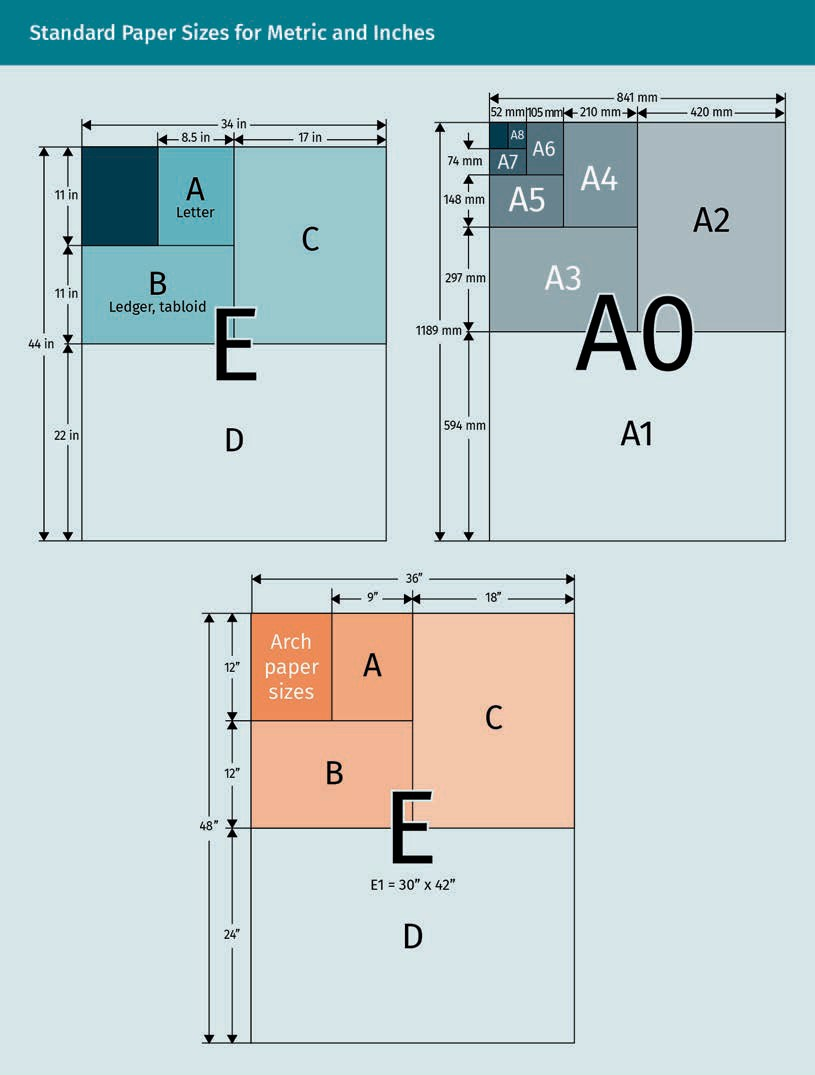 Standard Paper Sizes for Metric and Inches
34 in
8.5 in
17 in
11 in
11 in
44 in
22 in
A
Letter
B
Ledger, tabloid
C
E
D
841 mm
52 mm
105mm
210 mm
420 mm
74 mm
148 mm
297 mm
1189 mm
594 mm
A8
A7
A6
A5
A4
A3
A2
A0
A1
36”
9”
18”
12”
12”
48”
24”
Arch
paper
sizes
A
B
C
E
E1 = 30” x 42”
D